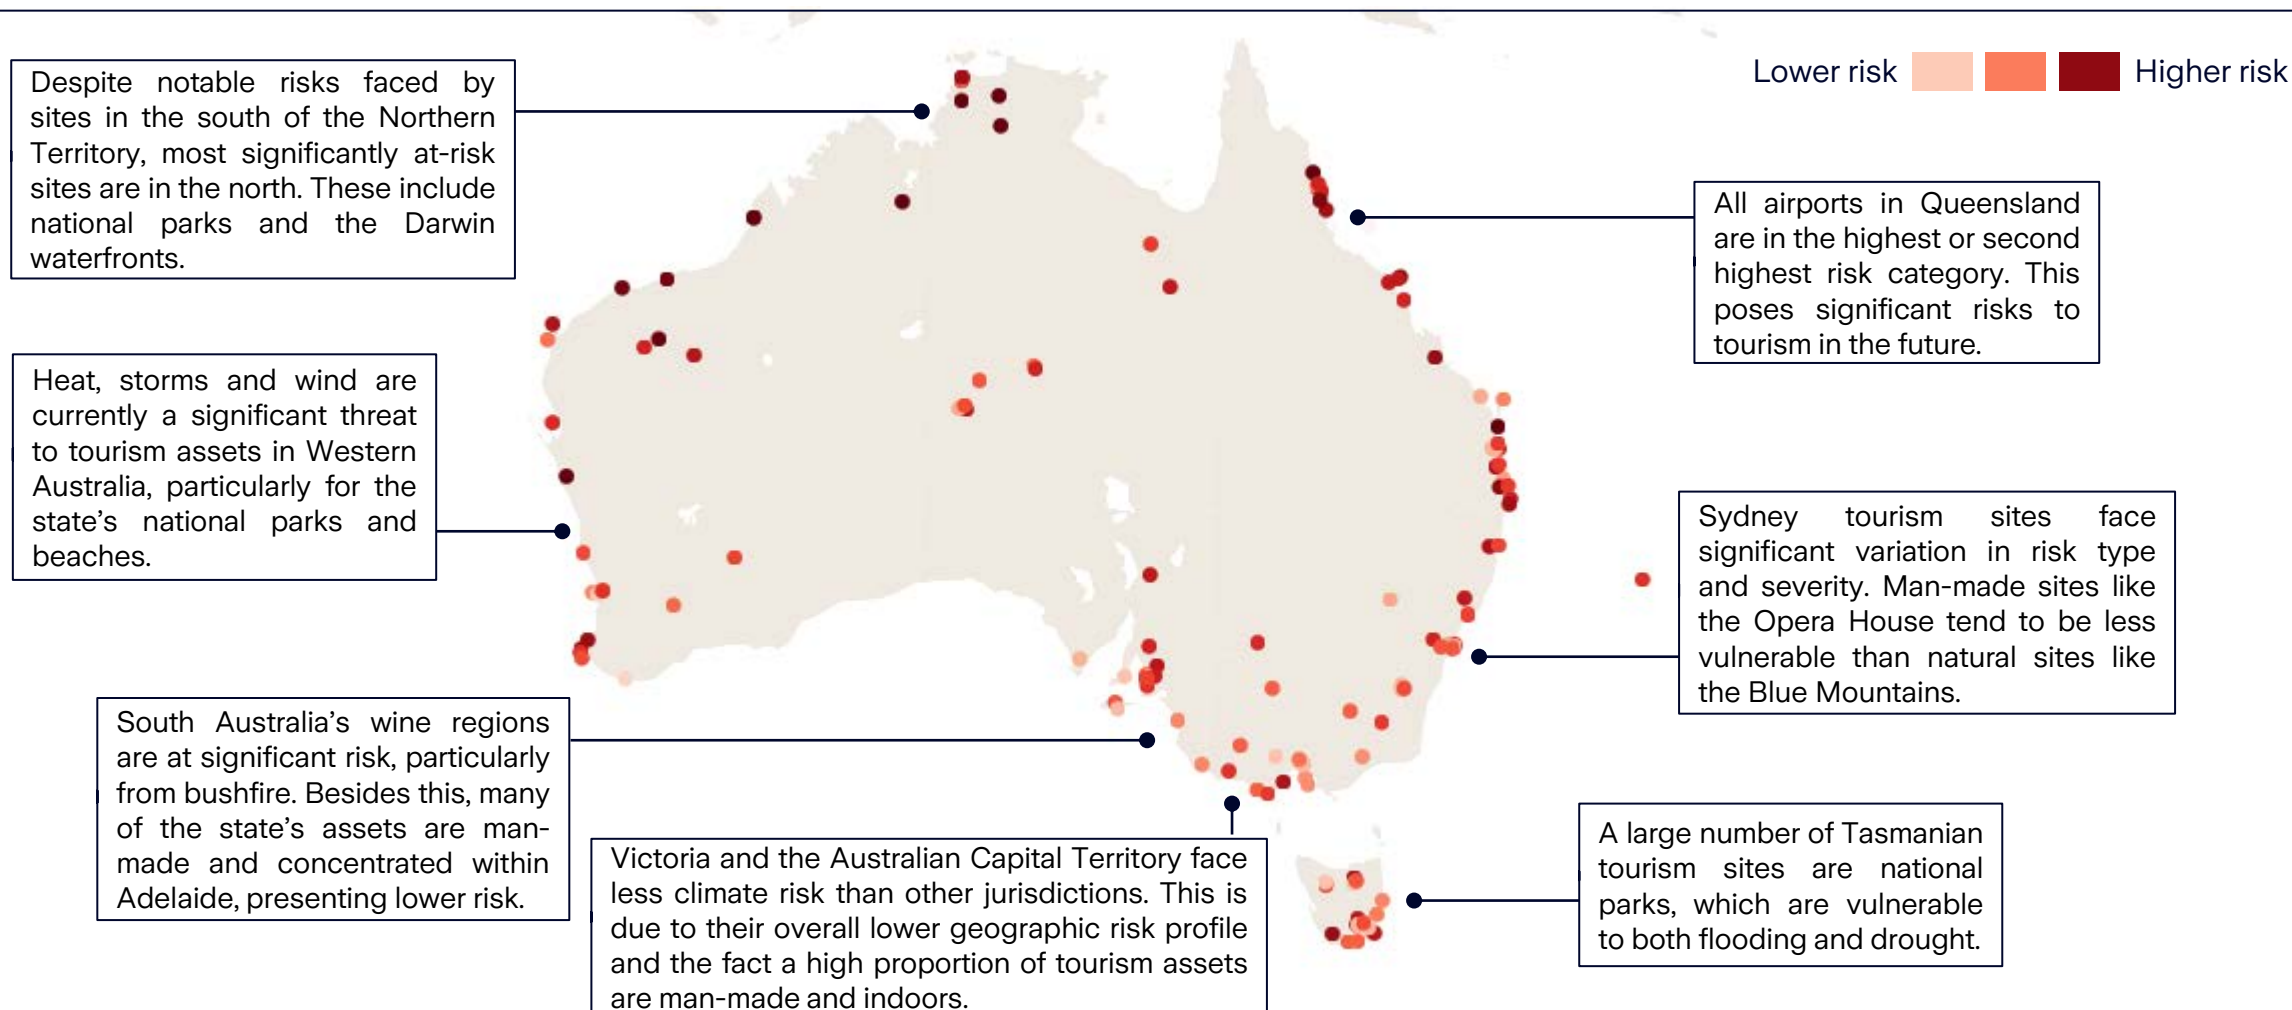 Lower risk
Higher risk
Despite notable risks faced by
sites in the south of the Northern
Territory, most significantly at-risk
sites are in the north. These include
national parks and the Darwin
waterfronts.
All airports in Queensland
are in the highest or second
highest risk category. This
poses significant risks to
tourism in the future.
Heat, storms and wind are
currently a significant threat
to tourism assets in Western
Australia, particularly for the
state’s national parks and
beaches.
Sydney tourism sites face
significant variation in risk type
and severity. Man-made sites like
the Opera House tend to be less
vulnerable than natural sites like
the Blue Mountains.
South Australia’s wine regions
are at significant risk, particularly
from bushfire. Besides this, many
of the state’s assets are man-
made and concentrated within
Adelaide, presenting lower risk.
Victoria and the Australian Capital Territory face
less climate risk than other jurisdictions. This is
due to their overall lower geographic risk profile
and the fact a high proportion of tourism assets
are man-made and indoors.
A large number of Tasmanian
tourism sites are national
parks, which are vulnerable
to both flooding and drought.